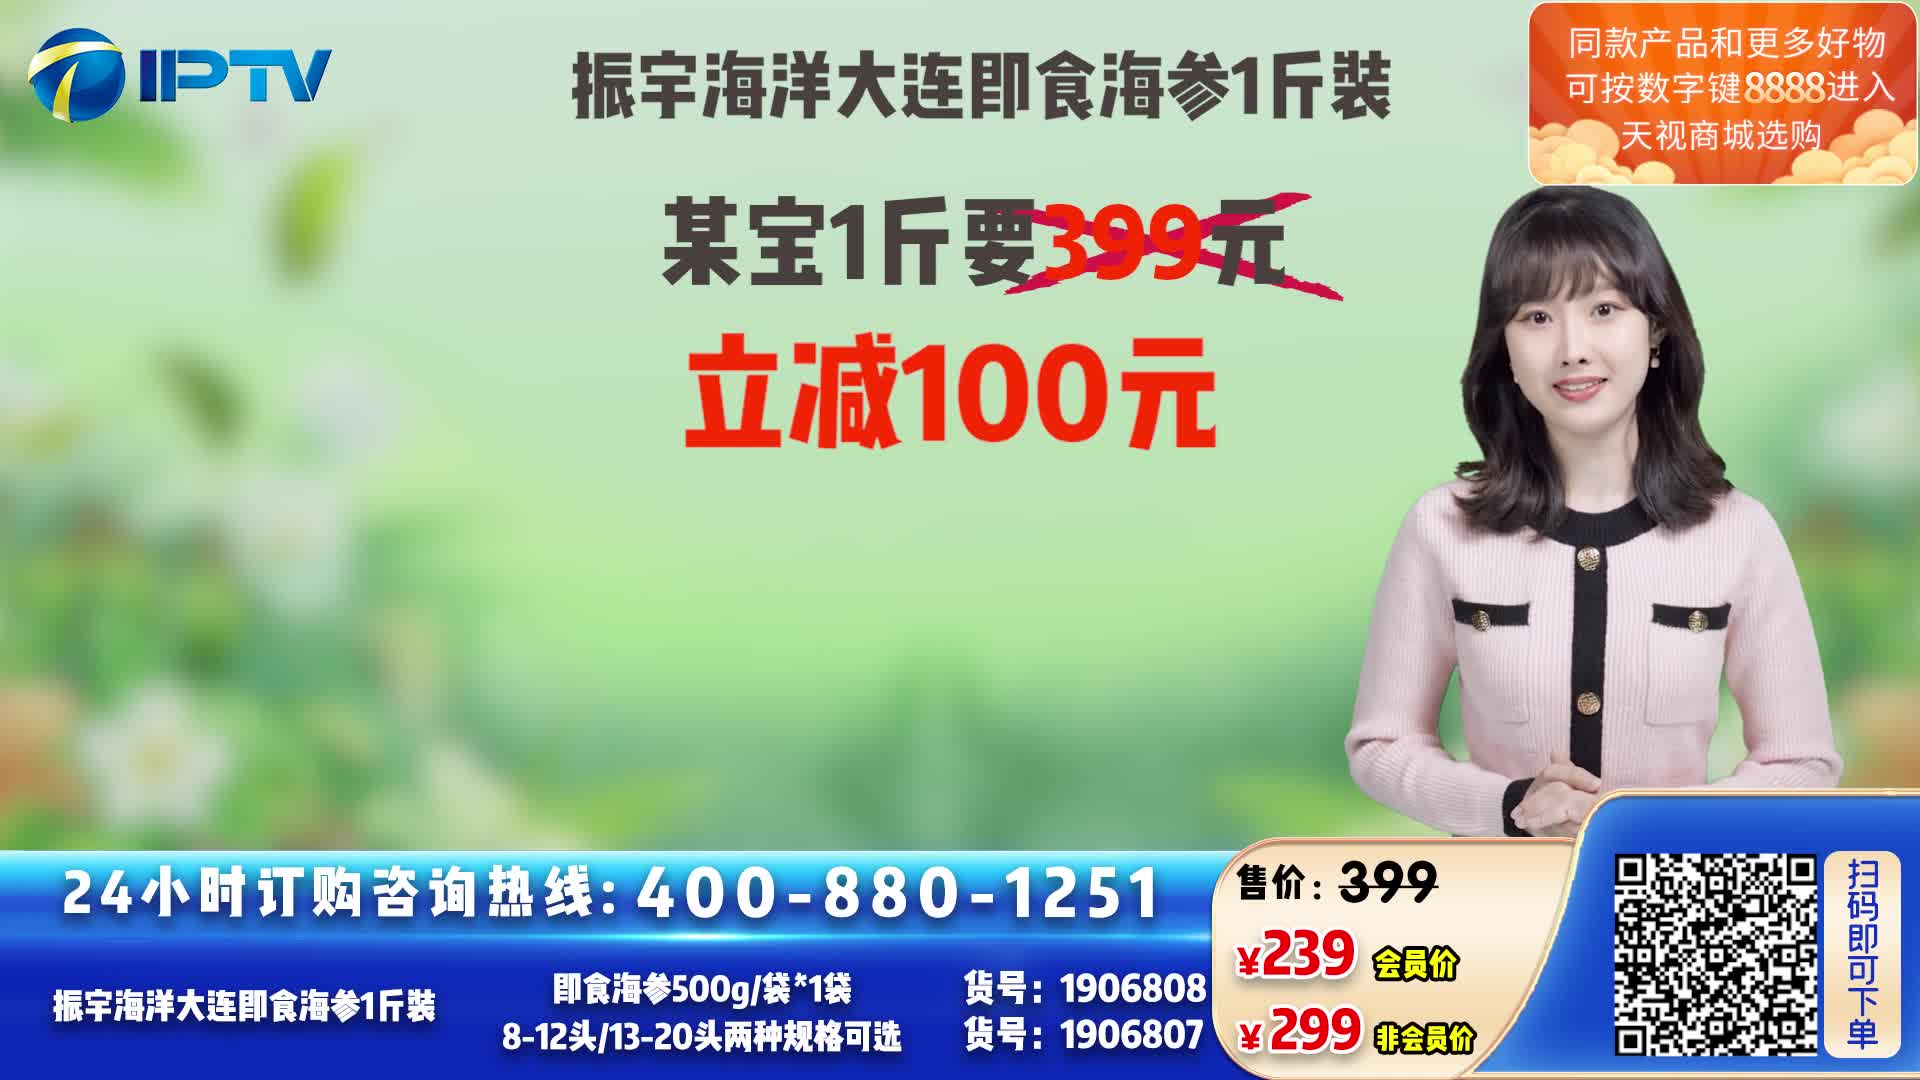 IPTV
振宇海洋大连即食海参1斤装
同款产品和更多好物
可按数字键8888进入
天视商城选购
某宝1斤要399元
立减100元
24小时订购咨询热线:400-880-1251
振宇海洋大连即食海参1斤装
即食海参500g/袋*1袋
8-12头/13-20头两种规格可选
货号：1906808
货号：1906807
售价：399
¥239 会员价
¥299 非会员价
扫码即可下单